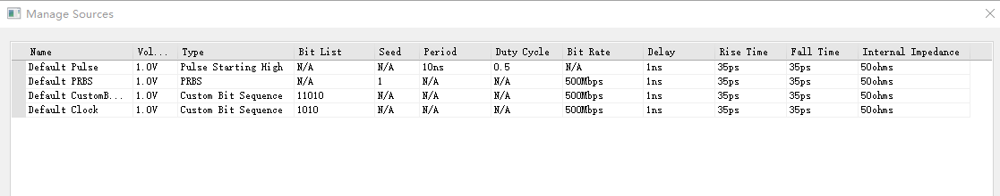 Manage Sources
Name Vol... Type Bit List Seed Period Duty Cycle Bit Rate Delay Rise Time Fall Time Internal Impedance
Default Pulse 1.0V Pulse Starting High N/A N/A 10ns 0.5 N/A 1ns 35ps 35ps 50ohms
Default PRBS 1.0V PRBS N/A 1 N/A N/A 500Mbps 1ns 35ps 35ps 50ohms
Default CustomB... 1.0V Custom Bit Sequence 11010 N/A N/A N/A 500Mbps 1ns 35ps 35ps 50ohms
Default Clock 1.0V Custom Bit Sequence 1010 N/A N/A N/A 500Mbps 1ns 35ps 35ps 50ohms